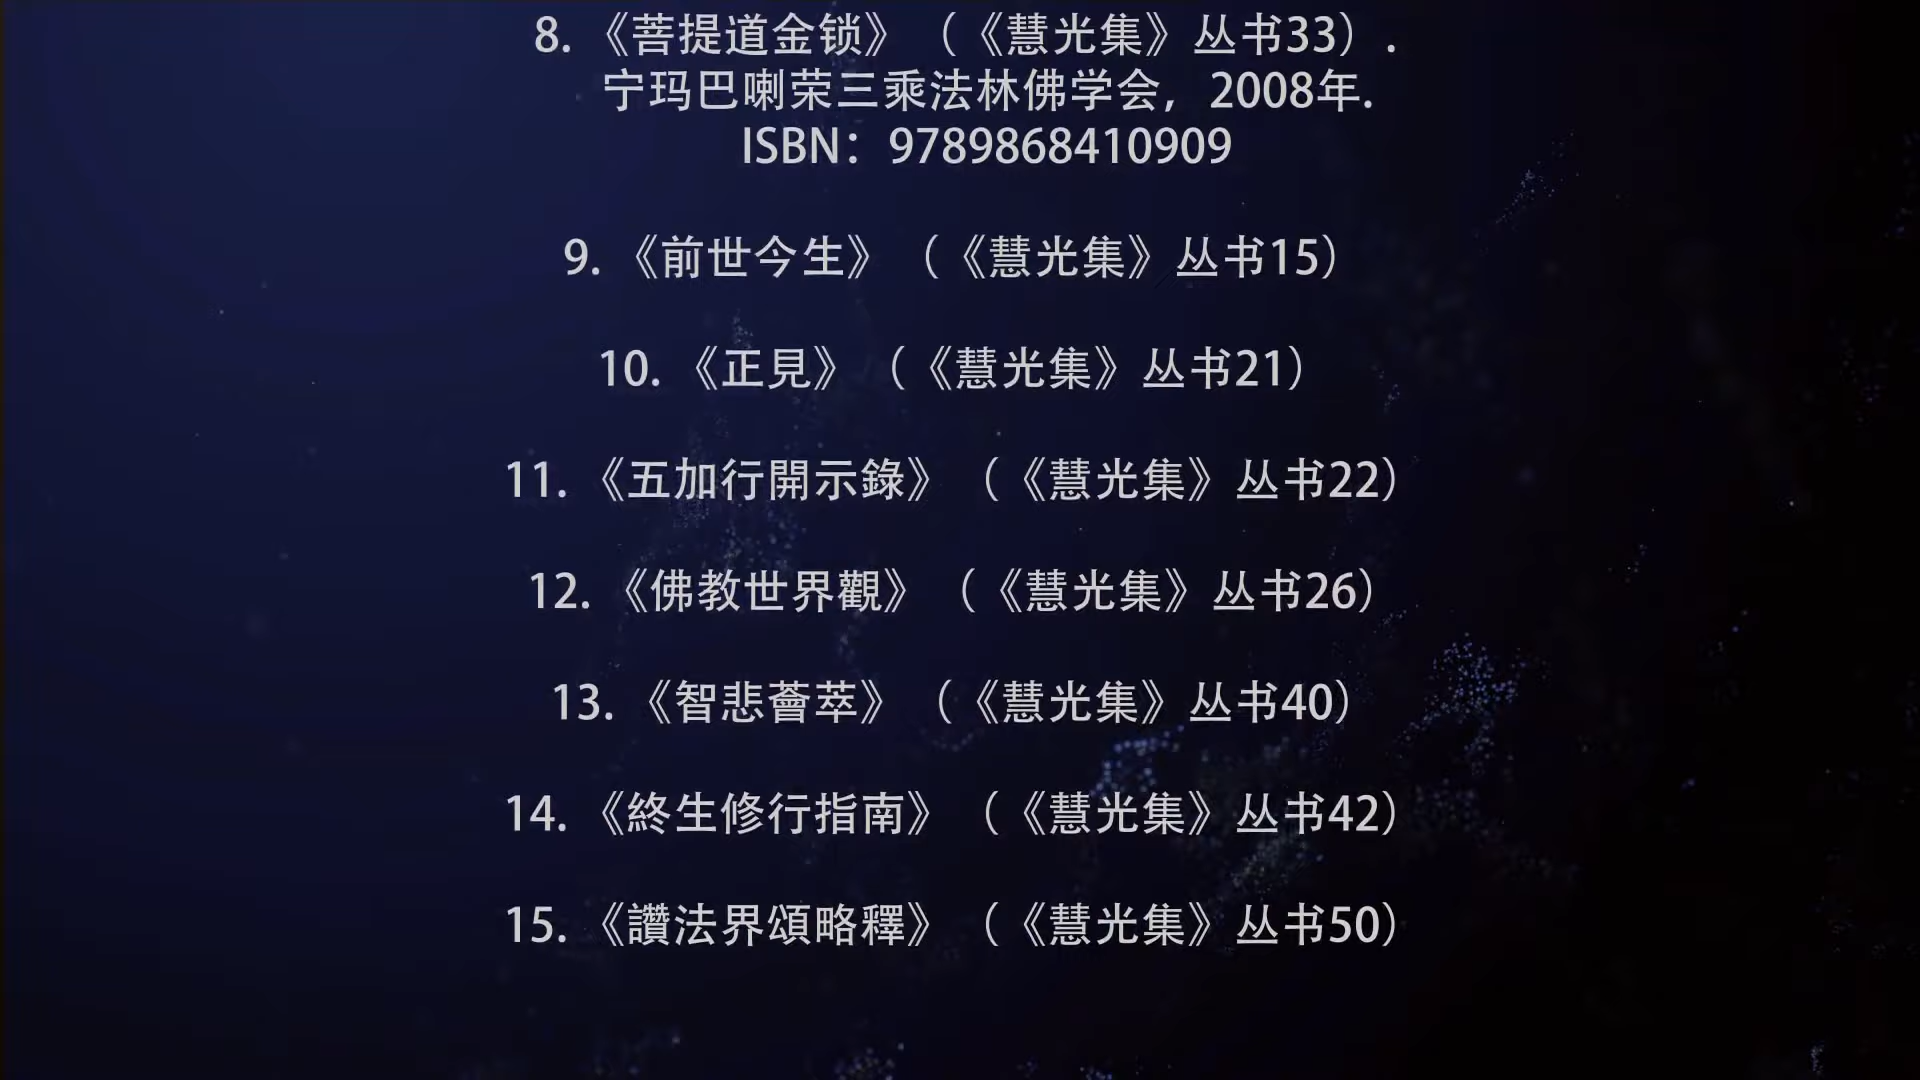 8. 《菩提道金锁》（《慧光集》丛书33）.
宁玛巴喇荣三乘法林佛学会，2008年.
ISBN：9789868410909
9. 《前世今生》（《慧光集》丛书15）
10. 《正見》（《慧光集》丛书21）
11. 《五加行開示錄》（《慧光集》丛书22）
12. 《佛教世界觀》（《慧光集》丛书26）
13. 《智悲薈萃》（《慧光集》丛书40）
14. 《終生修行指南》（《慧光集》丛书42）
15. 《讚法界頌略釋》（《慧光集》丛书50）